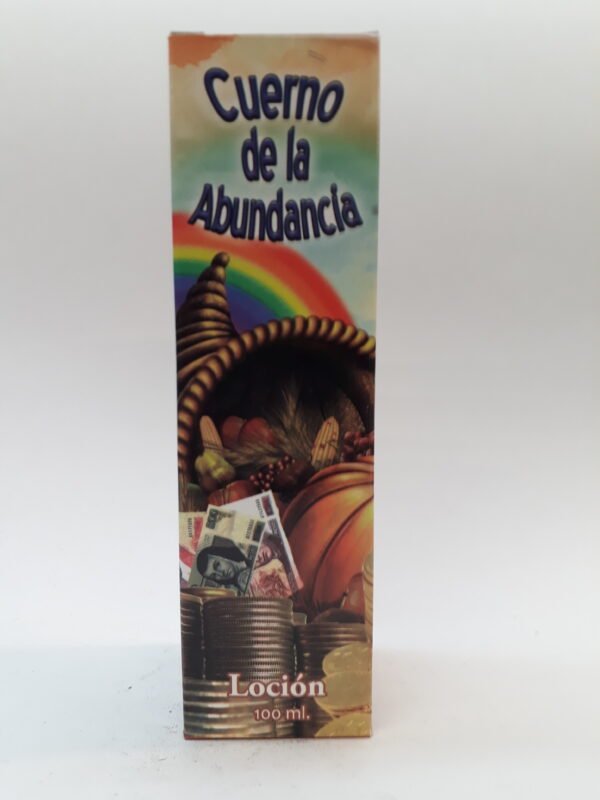 Cuerno
de la
Abundancia
Loción
100 ml.